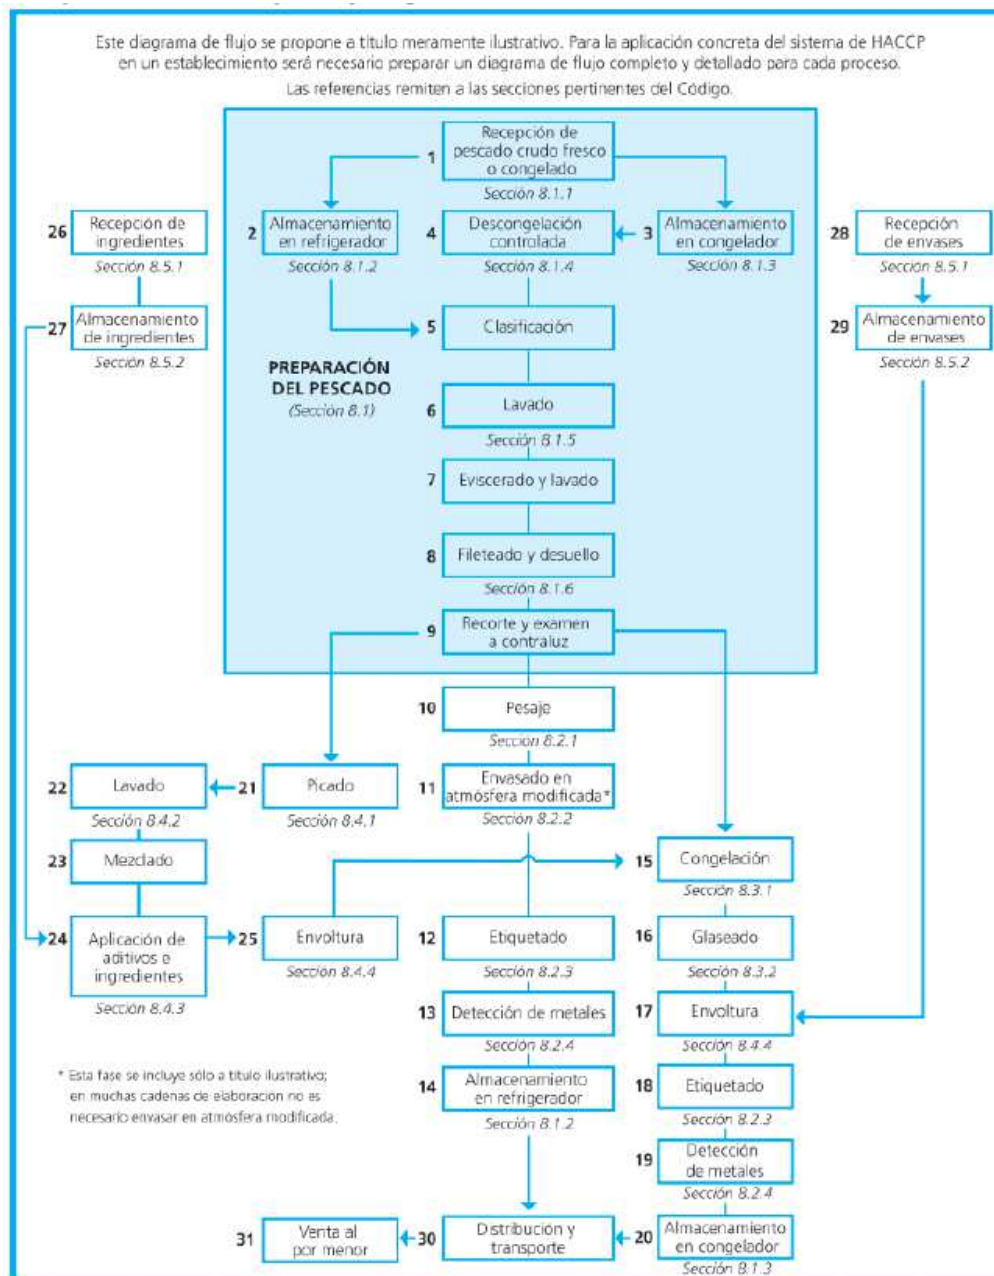 Este diagrama de flujo se propone a título meramente ilustrativo. Para la aplicación concreta del sistema de HACCP
en un establecimiento será necesario preparar un diagrama de flujo completo y detallado para cada proceso.
Las referencias remiten a las secciones pertinentes del Código.
1
Recepción de
pescado crudo fresco
o congelado
Sección 8.1.1
26
Recepción de
ingredientes
Sección 8.5.1
2
Almacenamiento
en refrigerador
Sección 8.1.2
4
Descongelación
controlada
Sección 8.1.4
3
Almacenamiento
en congelador
Sección 8.1.3
28
Recepción
de envases
Sección 8.5.1
27
Almacenamiento
de ingredientes
Sección 8.5.2
5
Clasificación
29
Almacenamiento
de envases
Sección 8.5.2
PREPARACIÓN
DEL PESCADO
(Sección 8.1)
6
Lavado
Sección 8.1.5
7
Eviscerado y lavado
8
Fileteado y desuello
Sección 8.1.6
9
Recorte y examen
a contraluz
10
Pesaje
Sección 8.2.1
22
Lavado
Sección 8.4.2
21
Picado
Sección 8.4.1
11
Envasado en
atmósfera modificada*
Sección 8.2.2
23
Mezclado
15
Congelación
Sección 8.3.1
24
Aplicación de
aditivos e
ingredientes
Sección 8.4.3
25
Envoltura
Sección 8.4.4
12
Etiquetado
Sección 8.2.3
16
Glaseado
Sección 8.3.2
13
Detección de metales
Sección 8.2.4
17
Envoltura
Sección 8.4.4
* Esta fase se incluye sólo a título ilustrativo;
en muchas cadenas de elaboración no es
necesario envasar en atmósfera modificada.
14
Almacenamiento
en refrigerador
Sección 8.1.2
18
Etiquetado
Sección 8.2.3
19
Detección
de metales
Sección 8.2.4
31
Venta al
por menor
30
Distribución y
transporte
20
Almacenamiento
en congelador
Sección 8.1.3